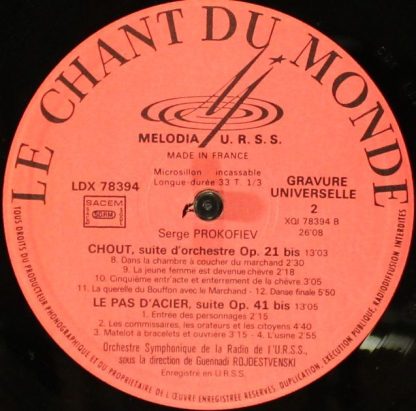 LE CHANT DU MONDE
MELODIA U.R.S.S.
MADE IN FRANCE
Microsillon incassable
Longue durée 33 T. 1/3
LDX 78394
GRAVURE
UNIVERSELLE
2
XQI 78394 B
26'08
SACEM
SDRM
Serge PROKOFIEV
CHOUT, suite d'orchestre Op. 21 bis 13'03
8. Dans la chambre à coucher du marchand 2'30
9. La jeune femme est devenue chèvre 2'18
10. Cinquième entr'acte et enterrement de la chèvre 3'05
11. La querelle du Bouffon avec le Marchand - 12. Danse finale 5'50
LE PAS D'ACIER, suite Op. 41 bis 13'05
1. Entrée des personnages 2'15
2. Les commissaires, les orateurs et les citoyens 4'40
3. Matelot à bracelets et ouvrière 3'15 - 4. L'usine 2'55
Orchestre Symphonique de la Radio de l'U.R.S.S.,
sous la direction de Guennadi ROJDESTVENSKI
Enregistré en U.R.S.S.
TOUS DROITS DU PRODUCTEUR PHONOGRAPHIQUE ET DU PROPRIETAIRE DE L'ŒUVRE ENREGISTREE RESERVES. DUPLICATION, EXECUTION PUBLIQUE, RADIODIFFUSION INTERDITES